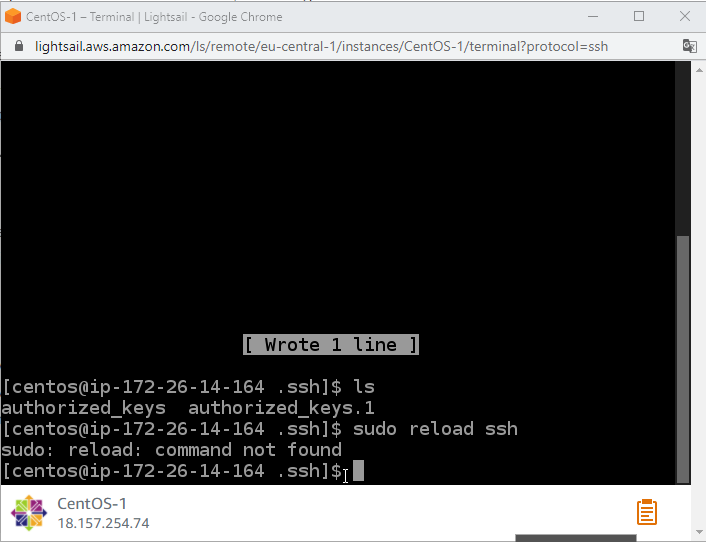 CentOS-1 – Terminal | Lightsail - Google Chrome
lightsail.aws.amazon.com/ls/remote/eu-central-1/instances/CentOS-1/terminal?protocol=ssh
[ Wrote 1 line ]
[centos@ip-172-26-14-164 .ssh]$ ls
authorized_keys  authorized_keys.1
[centos@ip-172-26-14-164 .ssh]$ sudo reload ssh
sudo: reload: command not found
[centos@ip-172-26-14-164 .ssh]$
CentOS-1
18.157.254.74